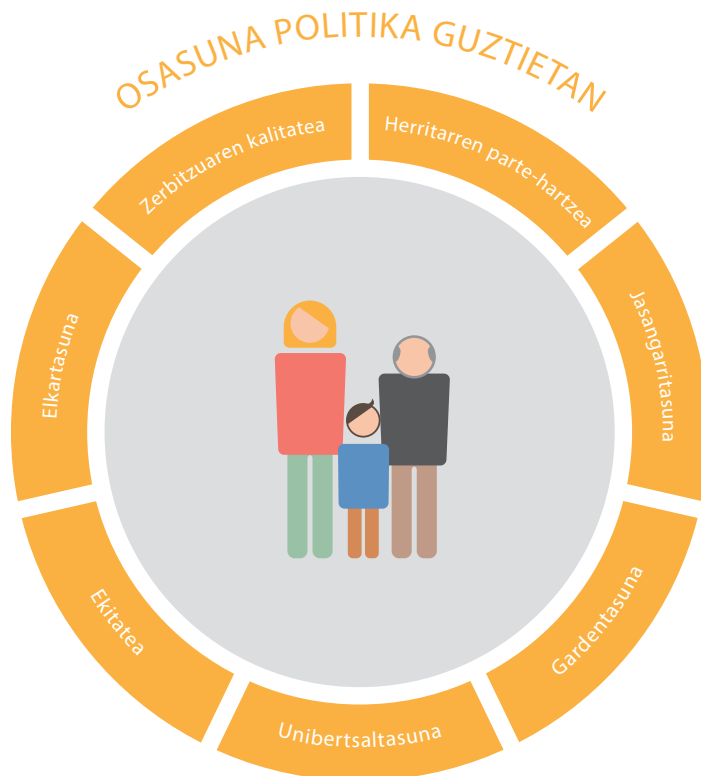 OSASUNA POLITIKA GUZTIETAN
Herritarren parte-hartzea
Jasangarritasuna
Gardentasuna
Unibertsaltasuna
Ekitatea
Elkartasuna
Zerbitzuaren kalitatea